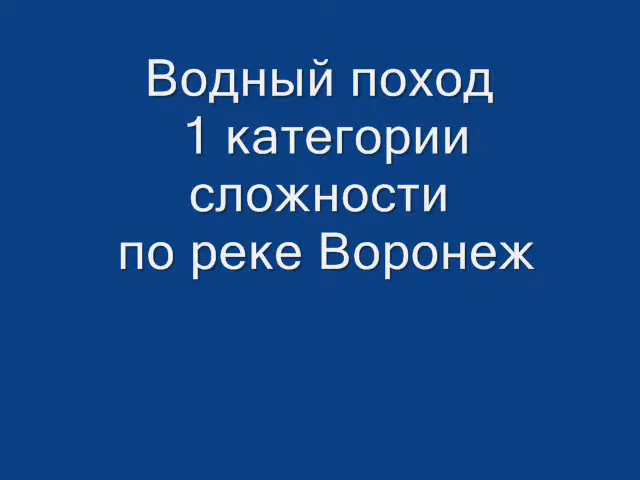 Водный поход
1 категории
сложности
по реке Воронеж